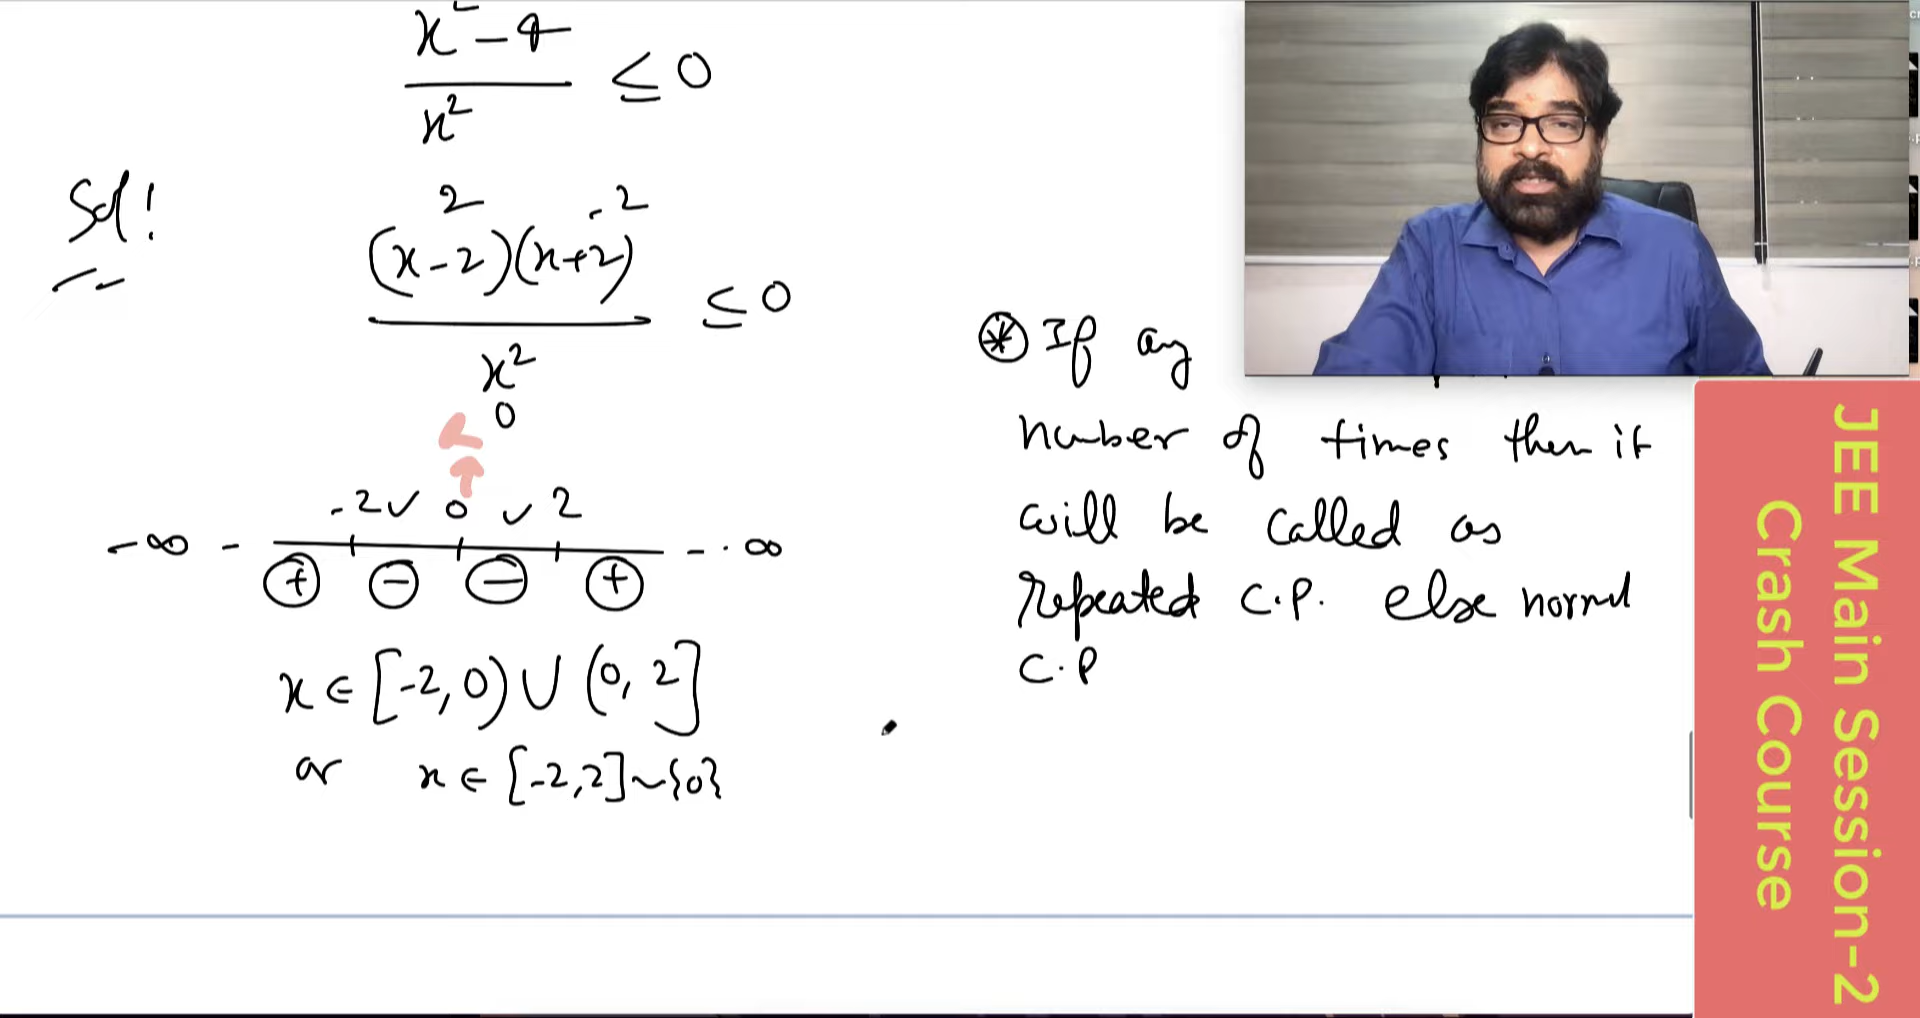 x² - 4
x²
≤ 0
Sol!
2 -2
(x-2)(x+2)
≤ 0
x²
0
-2 ✓ 0 ✓ 2
-∞ - - - ∞
+ - - +
x ∈ [-2, 0) ∪ (0, 2]
or x ∈ [-2,2] ~ {0}
* If any
number of times then it
will be called as
repeated C.P. else normal
C.P
JEE Main Session-2
Crash Course